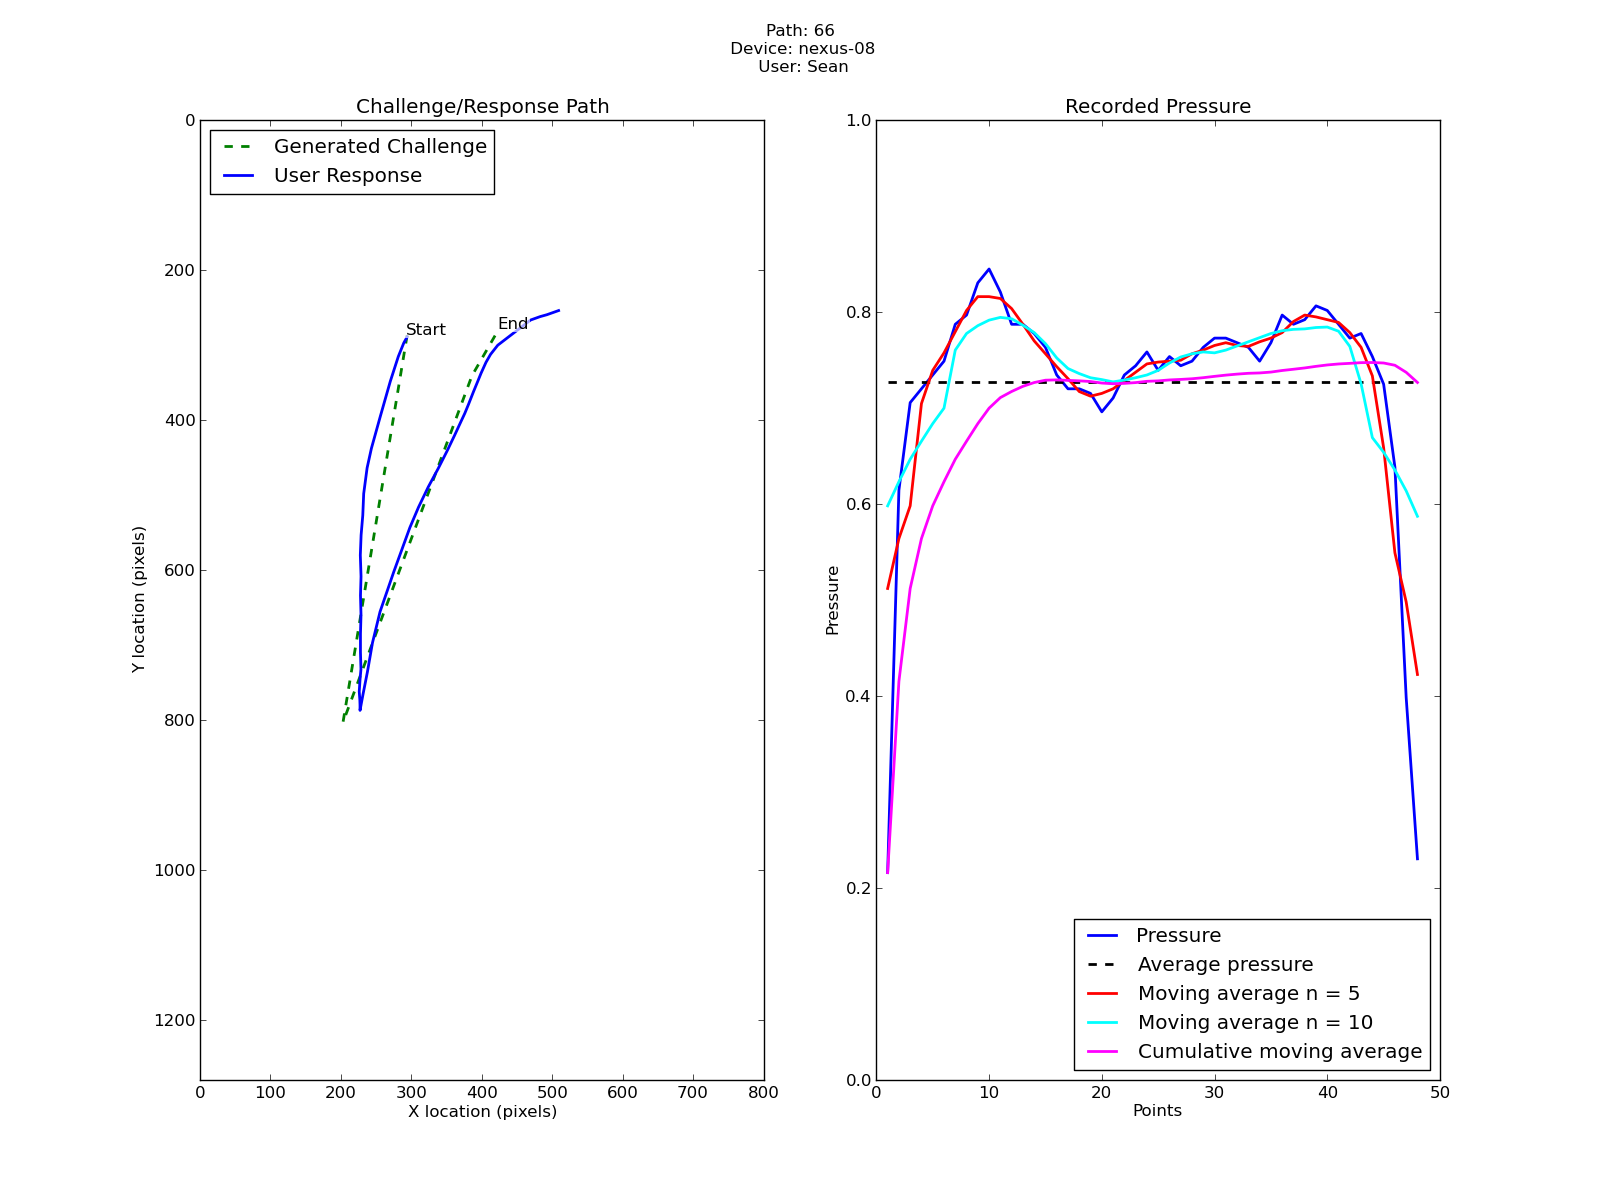 Path: 66
Device: nexus-08
User: Sean
Challenge/Response Path
Generated Challenge
User Response
Start
End
0
200
400
600
800
1000
1200
Y location (pixels)
0 100 200 300 400 500 600 700 800
X location (pixels)
Recorded Pressure
1.0
0.8
0.6
0.4
0.2
0.0
Pressure
Pressure
Average pressure
Moving average n = 5
Moving average n = 10
Cumulative moving average
0 10 20 30 40 50
Points